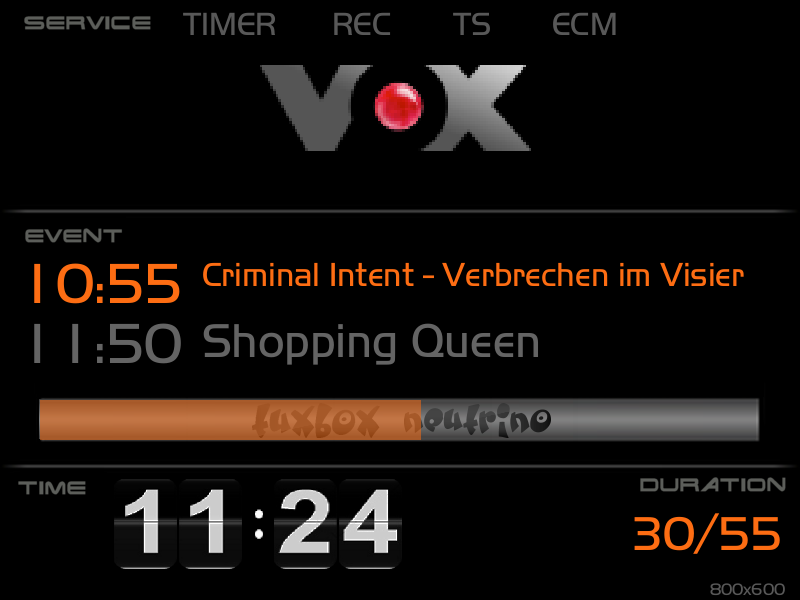 SERVICE TIMER REC TS ECM
VOX
EVENT
10:55 Criminal Intent - Verbrechen im Visier
11:50 Shopping Queen
tuxbox neutrino
TIME 11:24
DURATION
30/55
800x600